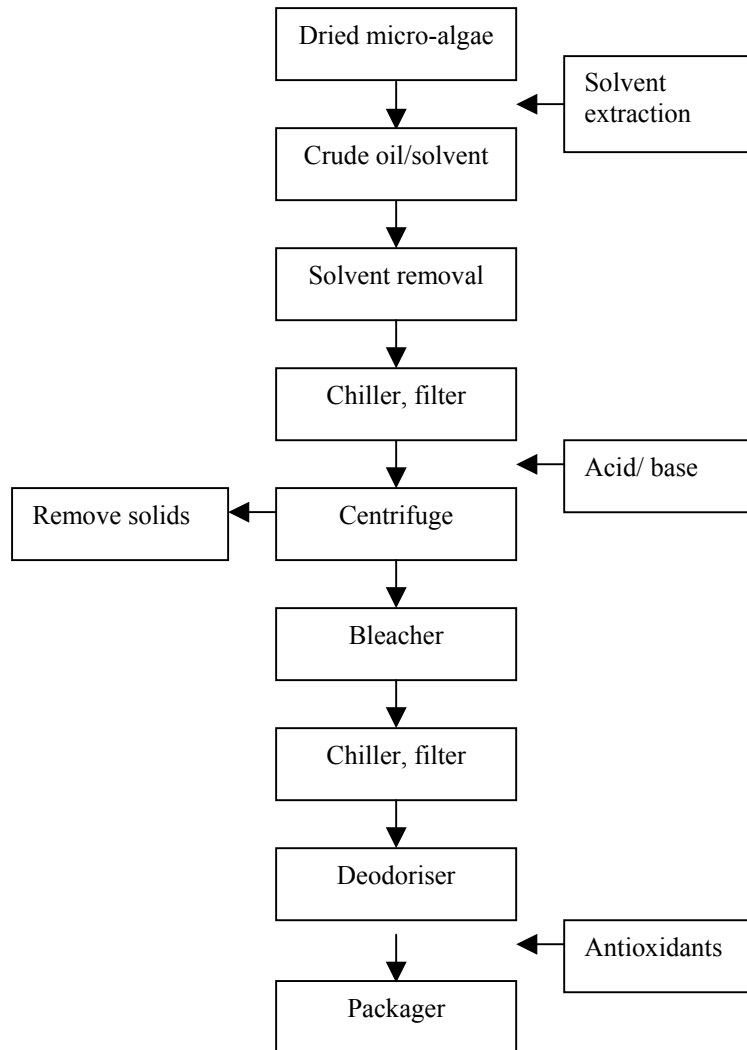 Dried micro-algae
Solvent
extraction
Crude oil/solvent
Solvent removal
Chiller, filter
Acid/ base
Remove solids
Centrifuge
Bleacher
Chiller, filter
Deodoriser
Antioxidants
Packager